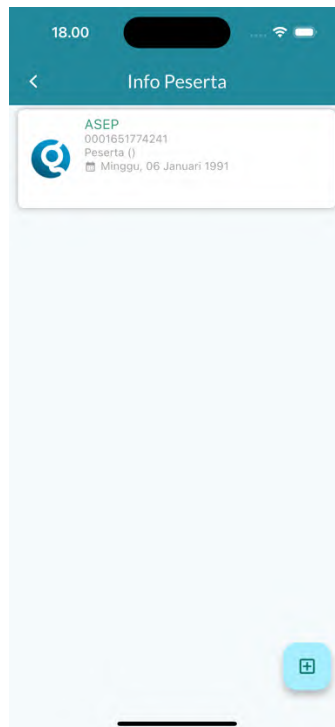 18.00
Info Peserta
ASEP
0001651774241
Peserta ()
Minggu, 06 Januari 1991